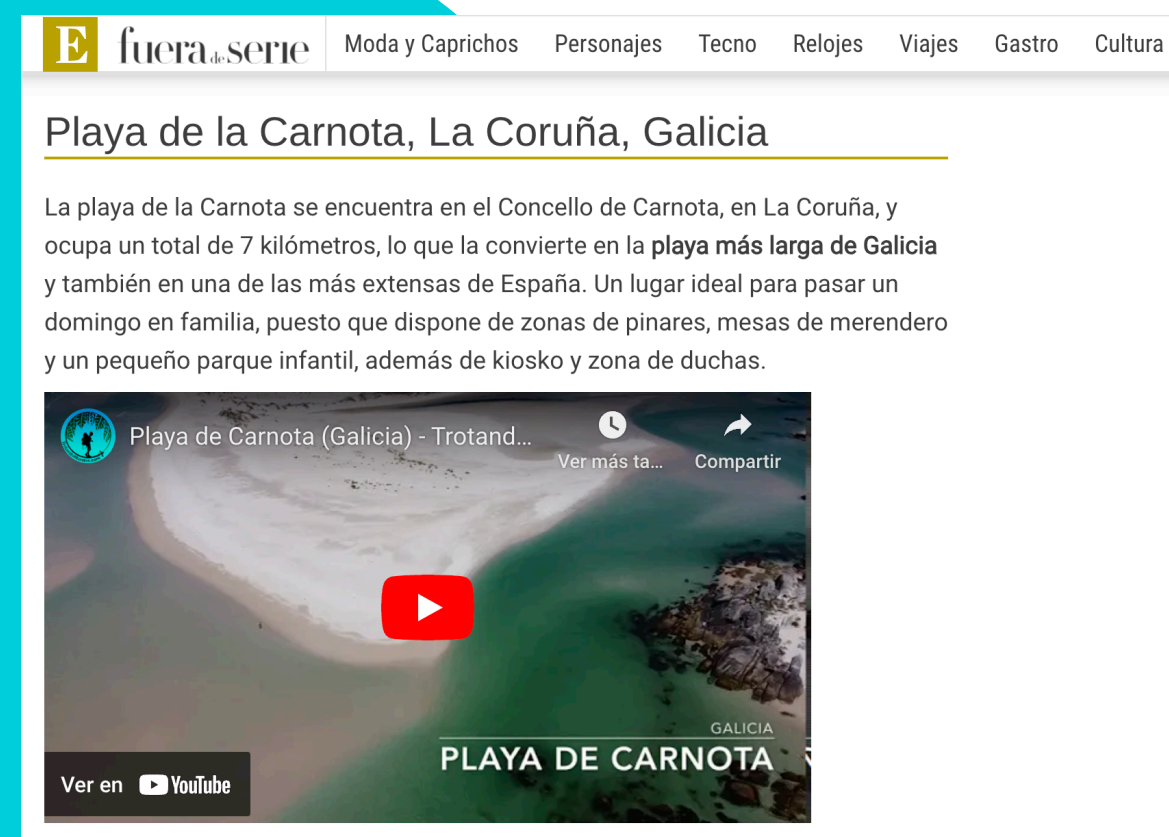 E fuera de serie Moda y Caprichos Personajes Tecno Relojes Viajes Gastro Cultura
Playa de la Carnota, La Coruña, Galicia
La playa de la Carnota se encuentra en el Concello de Carnota, en La Coruña, y
ocupa un total de 7 kilómetros, lo que la convierte en la playa más larga de Galicia
y también en una de las más extensas de España. Un lugar ideal para pasar un
domingo en familia, puesto que dispone de zonas de pinares, mesas de merendero
y un pequeño parque infantil, además de kiosko y zona de duchas.
Playa de Carnota (Galicia) - Trotand...
Ver más ta... Compartir
GALICIA
PLAYA DE CARNOTA
Ver en YouTube